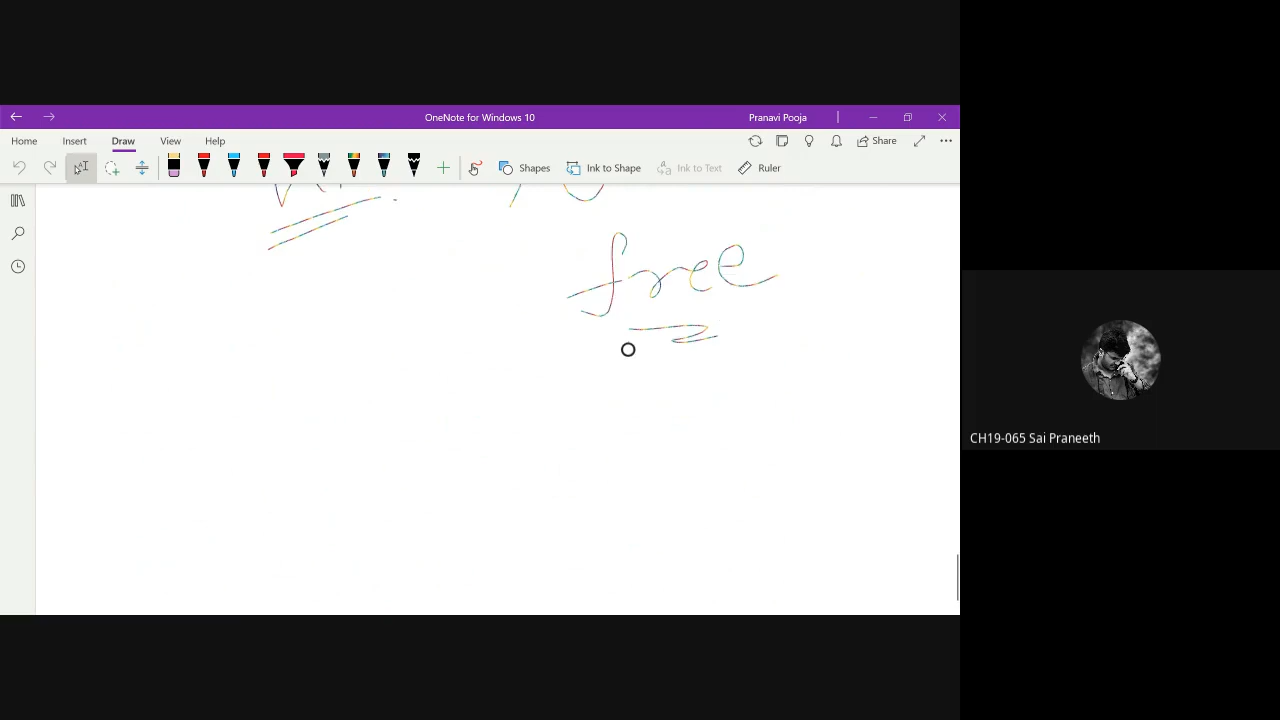 OneNote for Windows 10
Pranavi Pooja
Home Insert Draw View Help
Share
Shapes Ink to Shape Ink to Text Ruler
free
CH19-065 Sai Praneeth